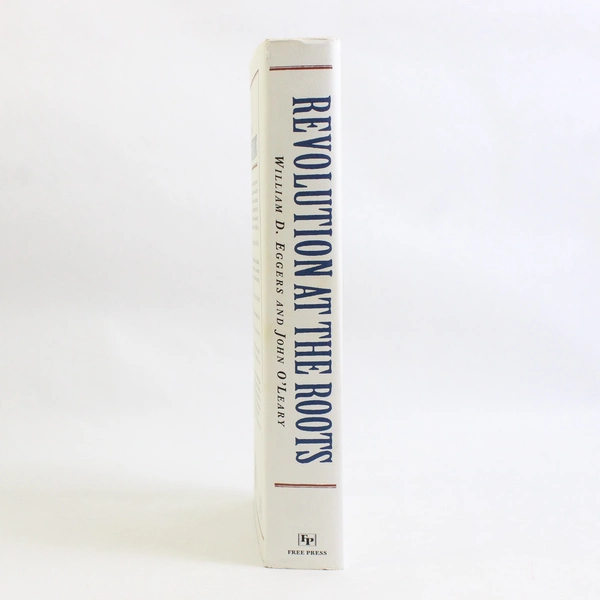 REVOLUTION AT THE ROOTS
WILLIAM D. EGGERS AND JOHN O'LEARY
FP
FREE PRESS